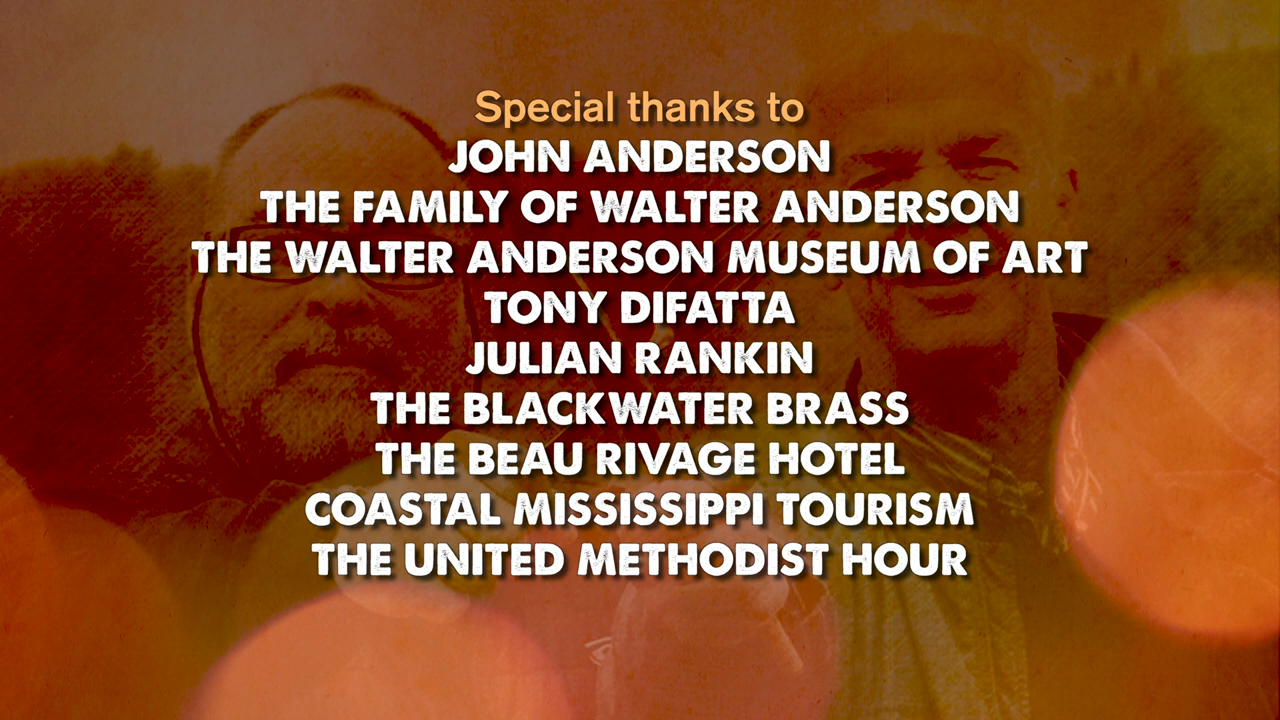 Special thanks to
JOHN ANDERSON
THE FAMILY OF WALTER ANDERSON
THE WALTER ANDERSON MUSEUM OF ART
TONY DIFATTA
JULIAN RANKIN
THE BLACKWATER BRASS
THE BEAU RIVAGE HOTEL
COASTAL MISSISSIPPI TOURISM
THE UNITED METHODIST HOUR